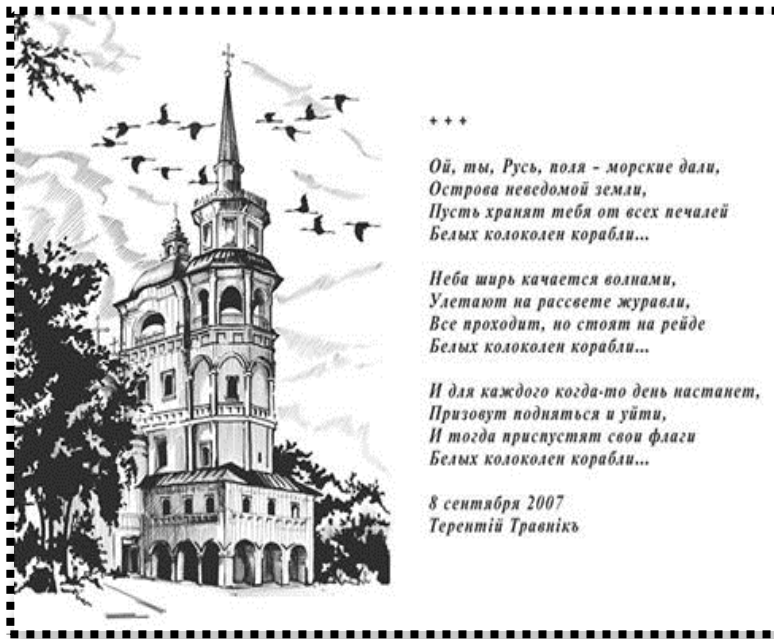 + + +
Ой, ты, Русь, поля - морские дали,
Острова неведомой земли,
Пусть хранят тебя от всех печалей
Белых колоколен корабли...
Неба ширь качается волнами,
Улетают на рассвете журавли,
Все проходит, но стоят на рейде
Белых колоколен корабли...
И для каждого когда-то день настанет,
Призовут подняться и уйти,
И тогда приспустят свои флаги
Белых колоколен корабли...
8 сентября 2007
Терентій Травнікъ